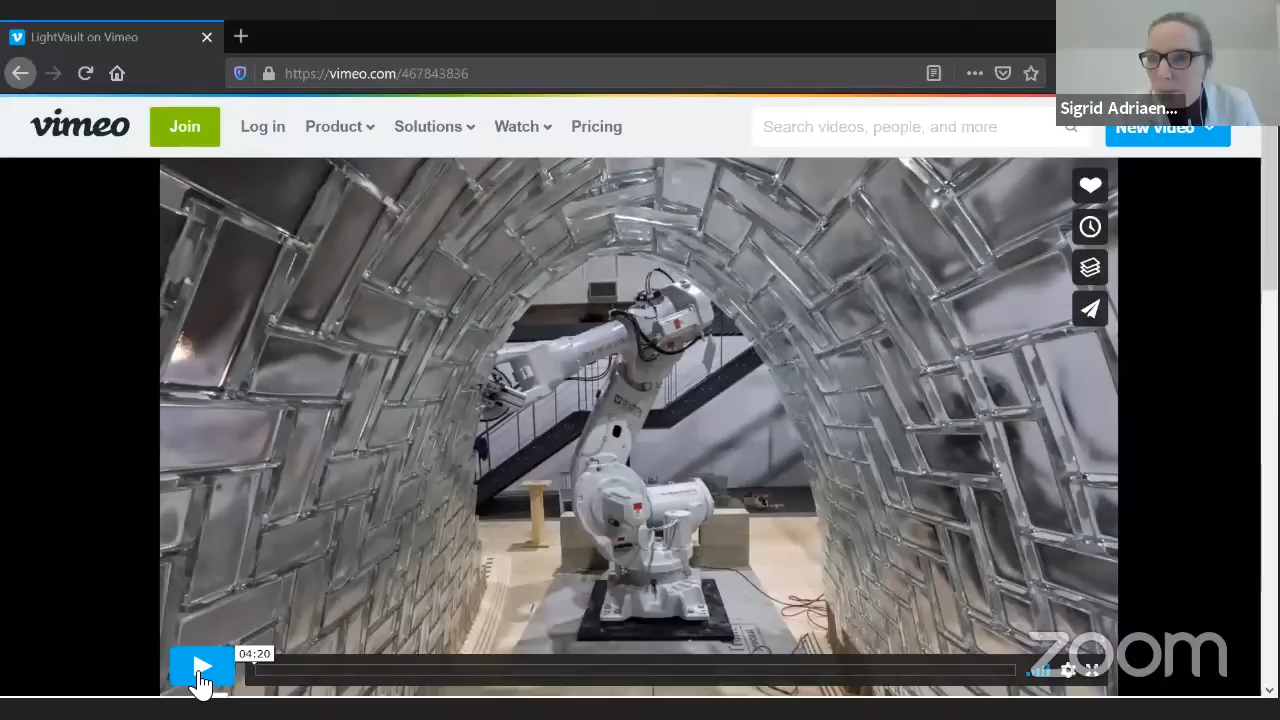 LightVault on Vimeo
https://vimeo.com/467843836
Sigrid Adriaen...
vimeo
Join
Log in
Product
Solutions
Watch
Pricing
Search videos, people, and more
New video
04:20
zoom